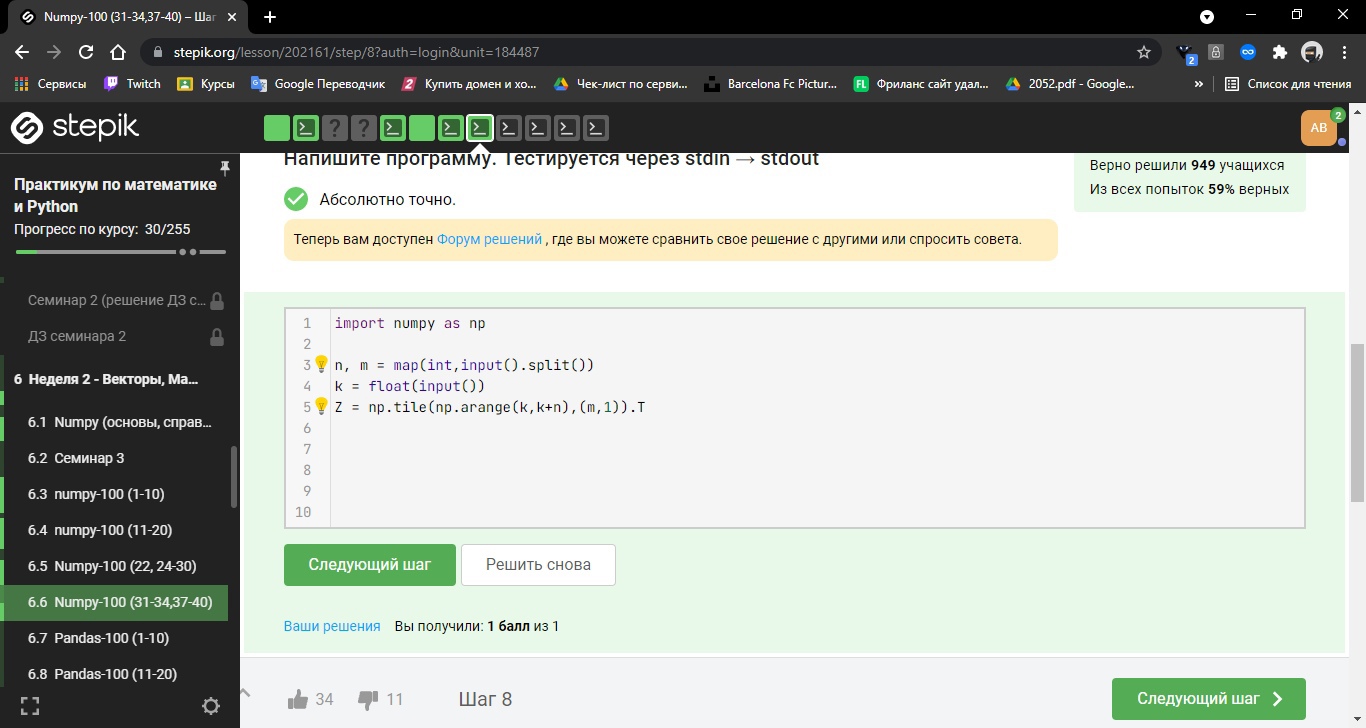 Numpy-100 (31-34,37-40) – Шаг
stepik.org/lesson/202161/step/8?auth=login&unit=184487
2
Сервисы
Twitch
Курсы
Google Переводчик
Купить домен и хо...
Чек-лист по серви...
Barcelona Fc Pictur...
FL
Фриланс сайт удал...
2052.pdf - Google...
»
Список для чтения
stepik
AB
2
Практикум по математике
и Python
Прогресс по курсу: 30/255
Семинар 2 (решение ДЗ с...
ДЗ семинара 2
6 Неделя 2 - Векторы, Ма...
6.1 Numpy (основы, справ...
6.2 Семинар 3
6.3 numpy-100 (1-10)
6.4 numpy-100 (11-20)
6.5 Numpy-100 (22, 24-30)
6.6 Numpy-100 (31-34,37-40)
6.7 Pandas-100 (1-10)
6.8 Pandas-100 (11-20)
Напишите программу. Тестируется через stdin → stdout
Абсолютно точно.
Теперь вам доступен Форум решений , где вы можете сравнить свое решение с другими или спросить совета.
Верно решили 949 учащихся
Из всех попыток 59% верных
1 import numpy as np
2
3 n, m = map(int,input().split())
4 k = float(input())
5 Z = np.tile(np.arange(k,k+n),(m,1)).T
6
7
8
9
10
Следующий шаг
Решить снова
Ваши решения Вы получили: 1 балл из 1
34
11
Шаг 8
Следующий шаг